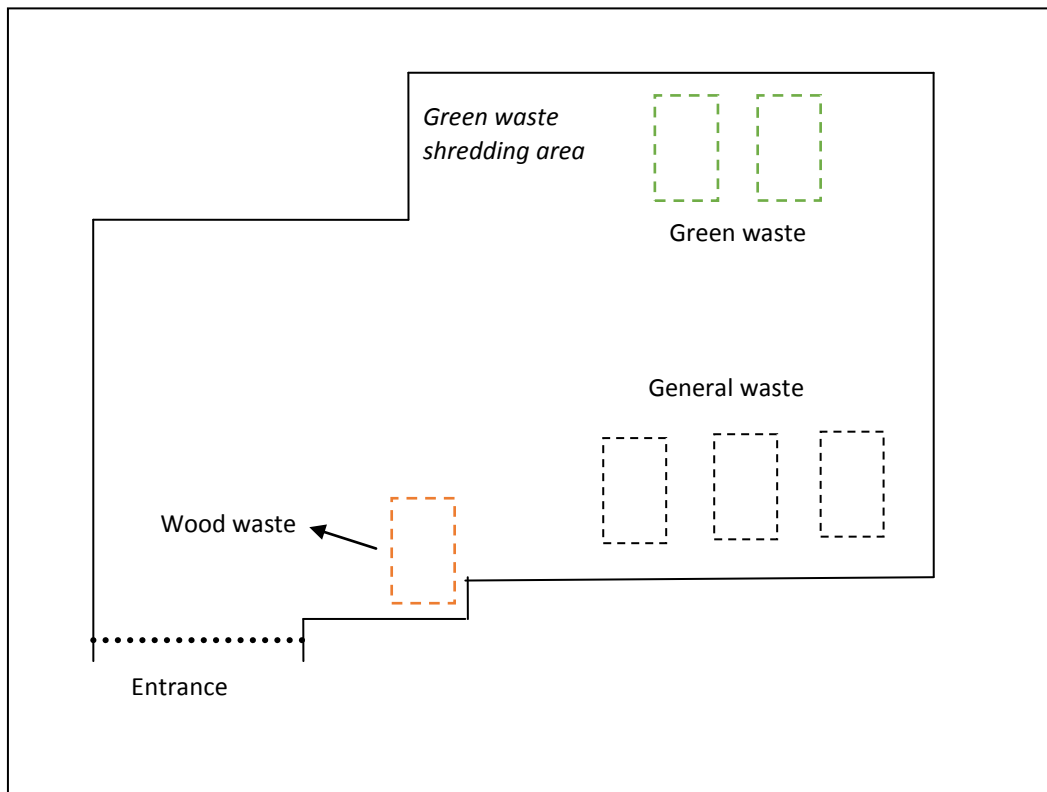 Green waste
shredding area
Green waste
General waste
Wood waste
Entrance